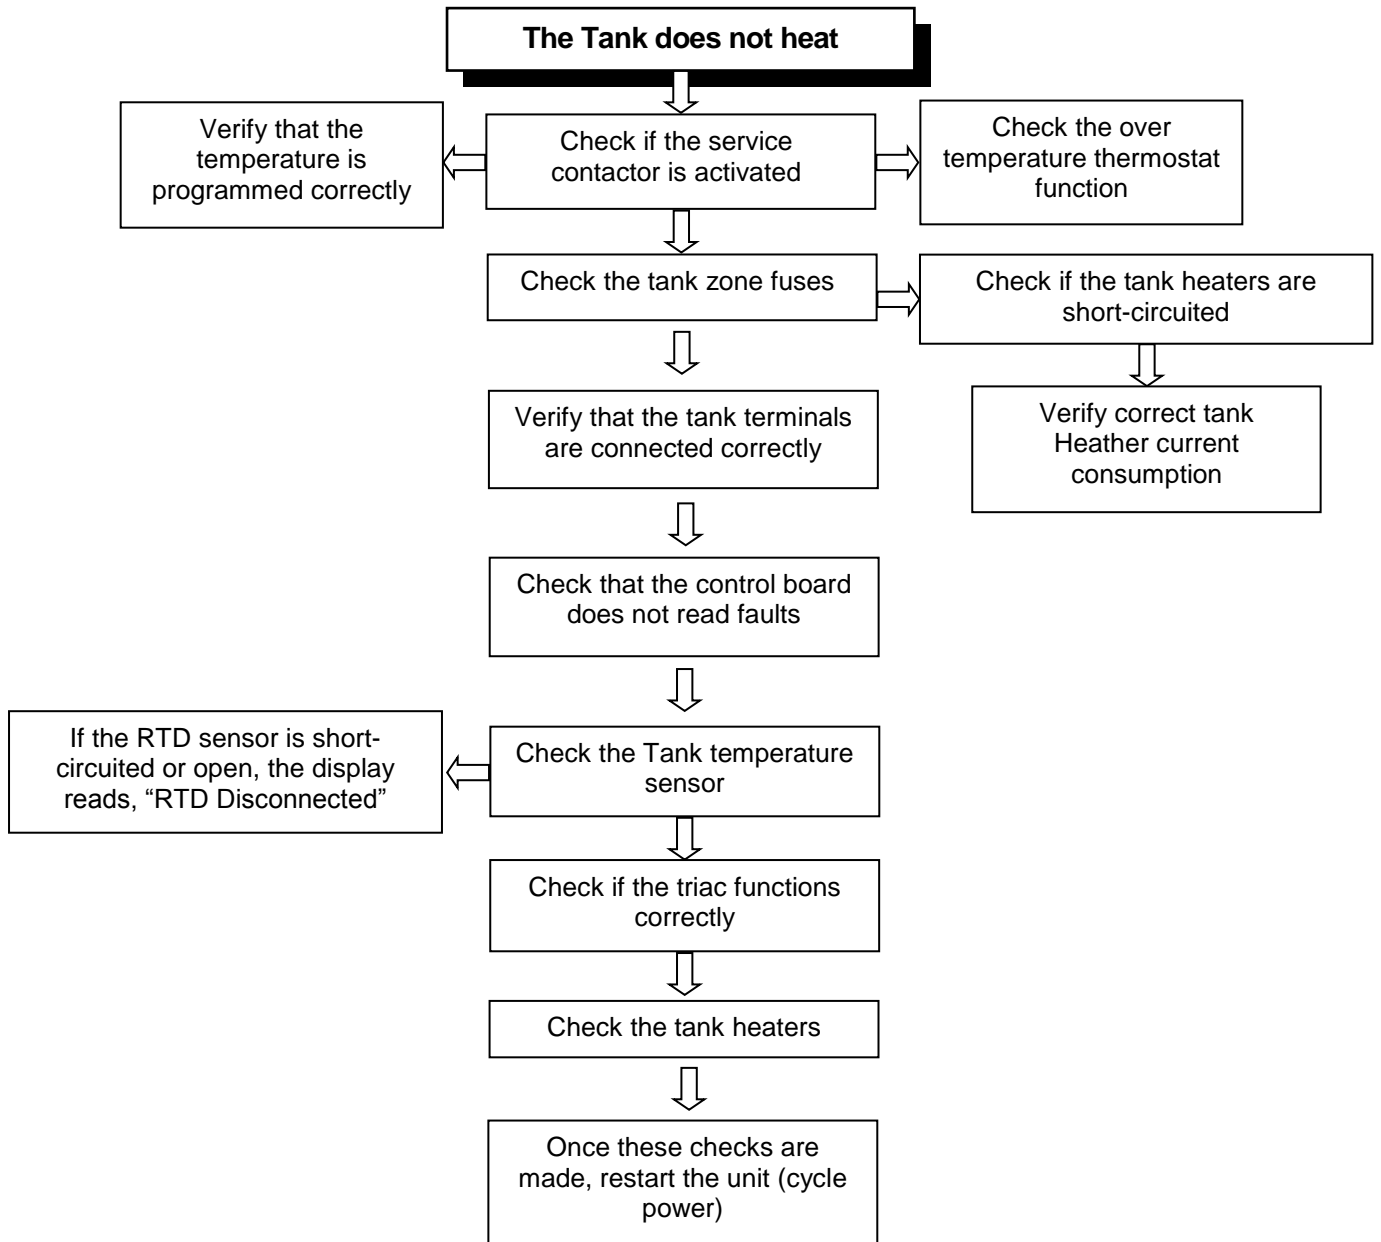 The Tank does not heat
Verify that the
temperature is
programmed correctly
Check if the service
contactor is activated
Check the over
temperature thermostat
function
Check the tank zone fuses
Check if the tank heaters are
short-circuited
Verify correct tank
Heather current
consumption
Verify that the tank terminals
are connected correctly
Check that the control board
does not read faults
If the RTD sensor is short-
circuited or open, the display
reads, “RTD Disconnected”
Check the Tank temperature
sensor
Check if the triac functions
correctly
Check the tank heaters
Once these checks are
made, restart the unit (cycle
power)